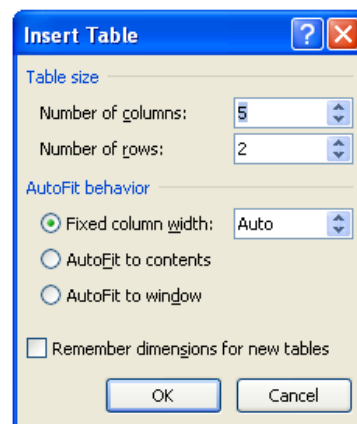 Insert Table ?
Table size
Number of columns: 5
Number of rows: 2
AutoFit behavior
Fixed column width: Auto
AutoFit to contents
AutoFit to window
Remember dimensions for new tables
OK Cancel